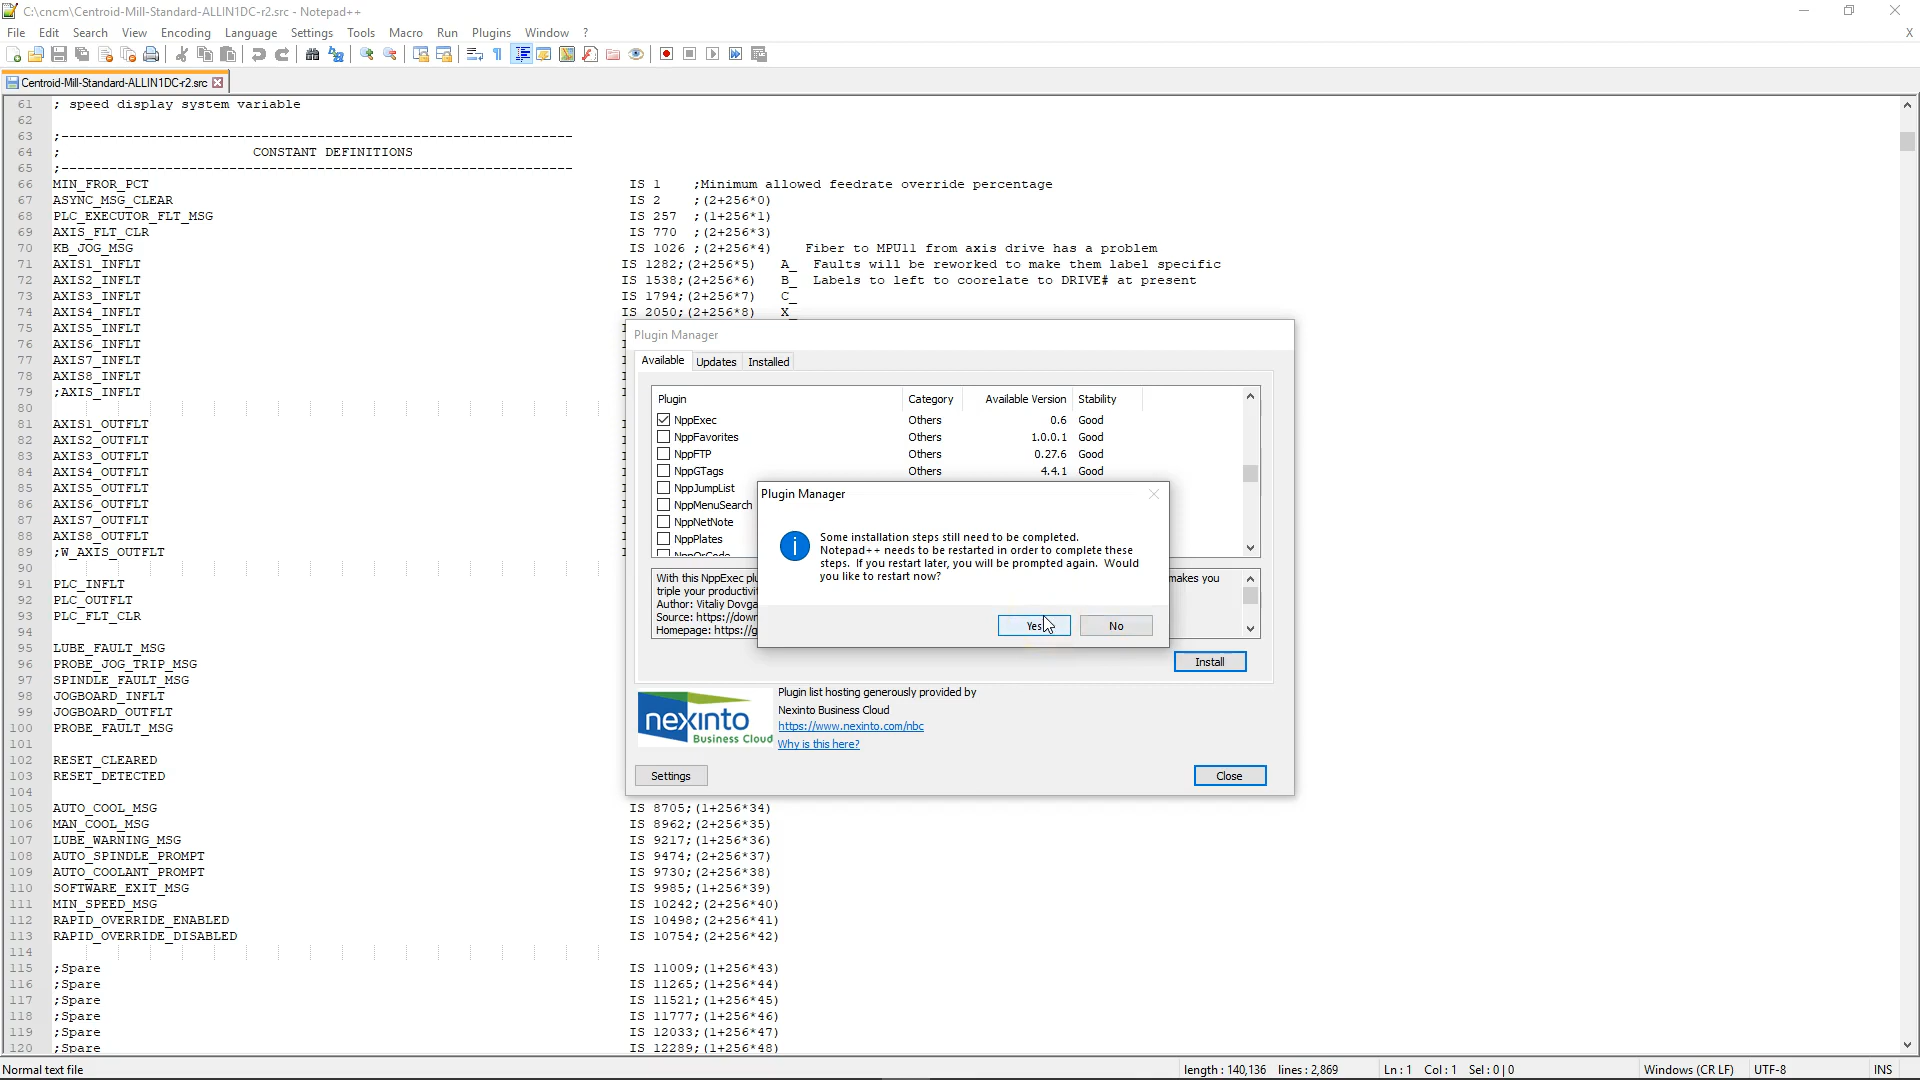 C:\cncm\Centroid-Mill-Standard-ALLIN1DC-r2.src - Notepad++
File Edit Search View Encoding Language Settings Tools Macro Run Plugins Window ? X
Centroid-Mill-Standard-ALLIN1DC-r2.src
61 ; speed display system variable
62
63 ;----------------------------------------------------------------
64 ; CONSTANT DEFINITIONS
65 ;----------------------------------------------------------------
66 MIN_FROR_PCT IS 1 ;Minimum allowed feedrate override percentage
67 ASYNC_MSG_CLEAR IS 2 ;(2+256*0)
68 PLC_EXECUTOR_FLT_MSG IS 257 ;(1+256*1)
69 AXIS_FLT_CLR IS 770 ;(2+256*3)
70 KB_JOG_MSG IS 1026 ;(2+256*4) Fiber to MPU11 from axis drive has a problem
71 AXIS1_INFLT IS 1282;(2+256*5) A_ Faults will be reworked to make them label specific
72 AXIS2_INFLT IS 1538;(2+256*6) B_ Labels to left to coorelate to DRIVE# at present
73 AXIS3_INFLT IS 1794;(2+256*7) C_
74 AXIS4_INFLT IS 2050;(2+256*8) X_
75 AXIS5_INFLT
76 AXIS6_INFLT
77 AXIS7_INFLT
78 AXIS8_INFLT
79 ;AXIS_INFLT
80
81 AXIS1_OUTFLT
82 AXIS2_OUTFLT
83 AXIS3_OUTFLT
84 AXIS4_OUTFLT
85 AXIS5_OUTFLT
86 AXIS6_OUTFLT
87 AXIS7_OUTFLT
88 AXIS8_OUTFLT
89 ;W_AXIS_OUTFLT
90
91 PLC_INFLT
92 PLC_OUTFLT
93 PLC_FLT_CLR
94
95 LUBE_FAULT_MSG
96 PROBE_JOG_TRIP_MSG
97 SPINDLE_FAULT_MSG
98 JOGBOARD_INFLT
99 JOGBOARD_OUTFLT
100 PROBE_FAULT_MSG
101
102 RESET_CLEARED
103 RESET_DETECTED
104
105 AUTO_COOL_MSG IS 8705;(1+256*34)
106 MAN_COOL_MSG IS 8962;(2+256*35)
107 LUBE_WARNING_MSG IS 9217;(1+256*36)
108 AUTO_SPINDLE_PROMPT IS 9474;(2+256*37)
109 AUTO_COOLANT_PROMPT IS 9730;(2+256*38)
110 SOFTWARE_EXIT_MSG IS 9985;(1+256*39)
111 MIN_SPEED_MSG IS 10242;(2+256*40)
112 RAPID_OVERRIDE_ENABLED IS 10498;(2+256*41)
113 RAPID_OVERRIDE_DISABLED IS 10754;(2+256*42)
114
115 ;Spare IS 11009;(1+256*43)
116 ;Spare IS 11265;(1+256*44)
117 ;Spare IS 11521;(1+256*45)
118 ;Spare IS 11777;(1+256*46)
119 ;Spare IS 12033;(1+256*47)
120 ;Spare IS 12289;(1+256*48)
Plugin Manager
Available Updates Installed
Plugin Category Available Version Stability
NppExec Others 0.6 Good
NppFavorites Others 1.0.0.1 Good
NppFTP Others 0.27.6 Good
NppGTags Others 4.4.1 Good
NppJumpList
NppMenuSearch
NppNetNote
NppPlates
NppQrCode
With this NppExec plu makes you
triple your productivi
Author: Vitaliy Dovga
Source: https://down
Homepage: https://g
Install
nexinto
Business Cloud
Plugin list hosting generously provided by
Nexinto Business Cloud
https://www.nexinto.com/nbc
Why is this here?
Settings Close
Plugin Manager
Some installation steps still need to be completed.
Notepad++ needs to be restarted in order to complete these
steps. If you restart later, you will be prompted again. Would
you like to restart now?
Yes No
Normal text file length : 140,136 lines : 2,869 Ln : 1 Col : 1 Sel : 0 | 0 Windows (CR LF) UTF-8 INS